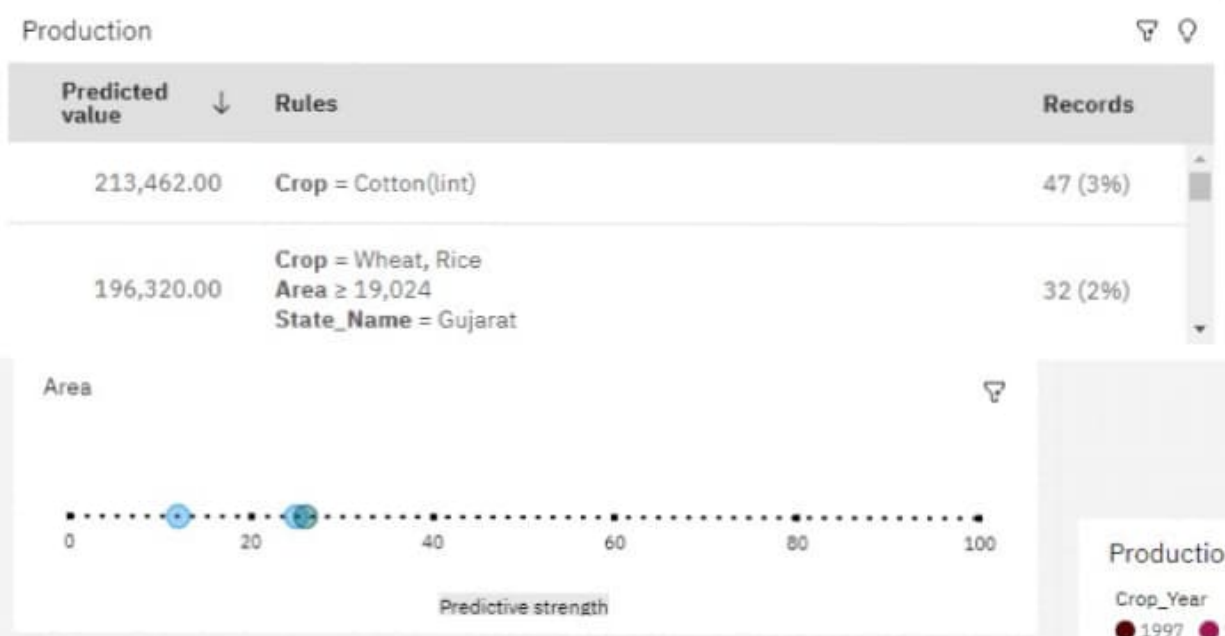 Production
Predicted value ↓ Rules Records
213,462.00 Crop = Cotton(lint) 47 (3%)
Crop = Wheat, Rice
196,320.00 Area ≥ 19,024 32 (2%)
State_Name = Gujarat
Area
0 20 40 60 80 100
Predictive strength
Productio
Crop_Year
1997